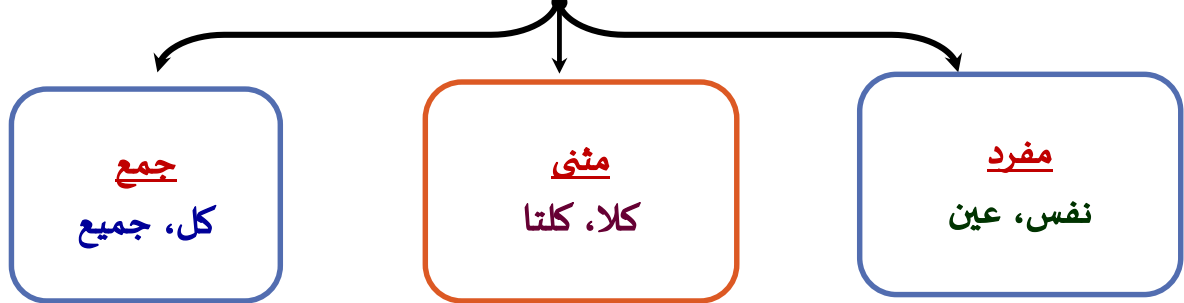 مفرد
نفس، عين
مثنى
كلا، كلتا
جمع
كل، جميع